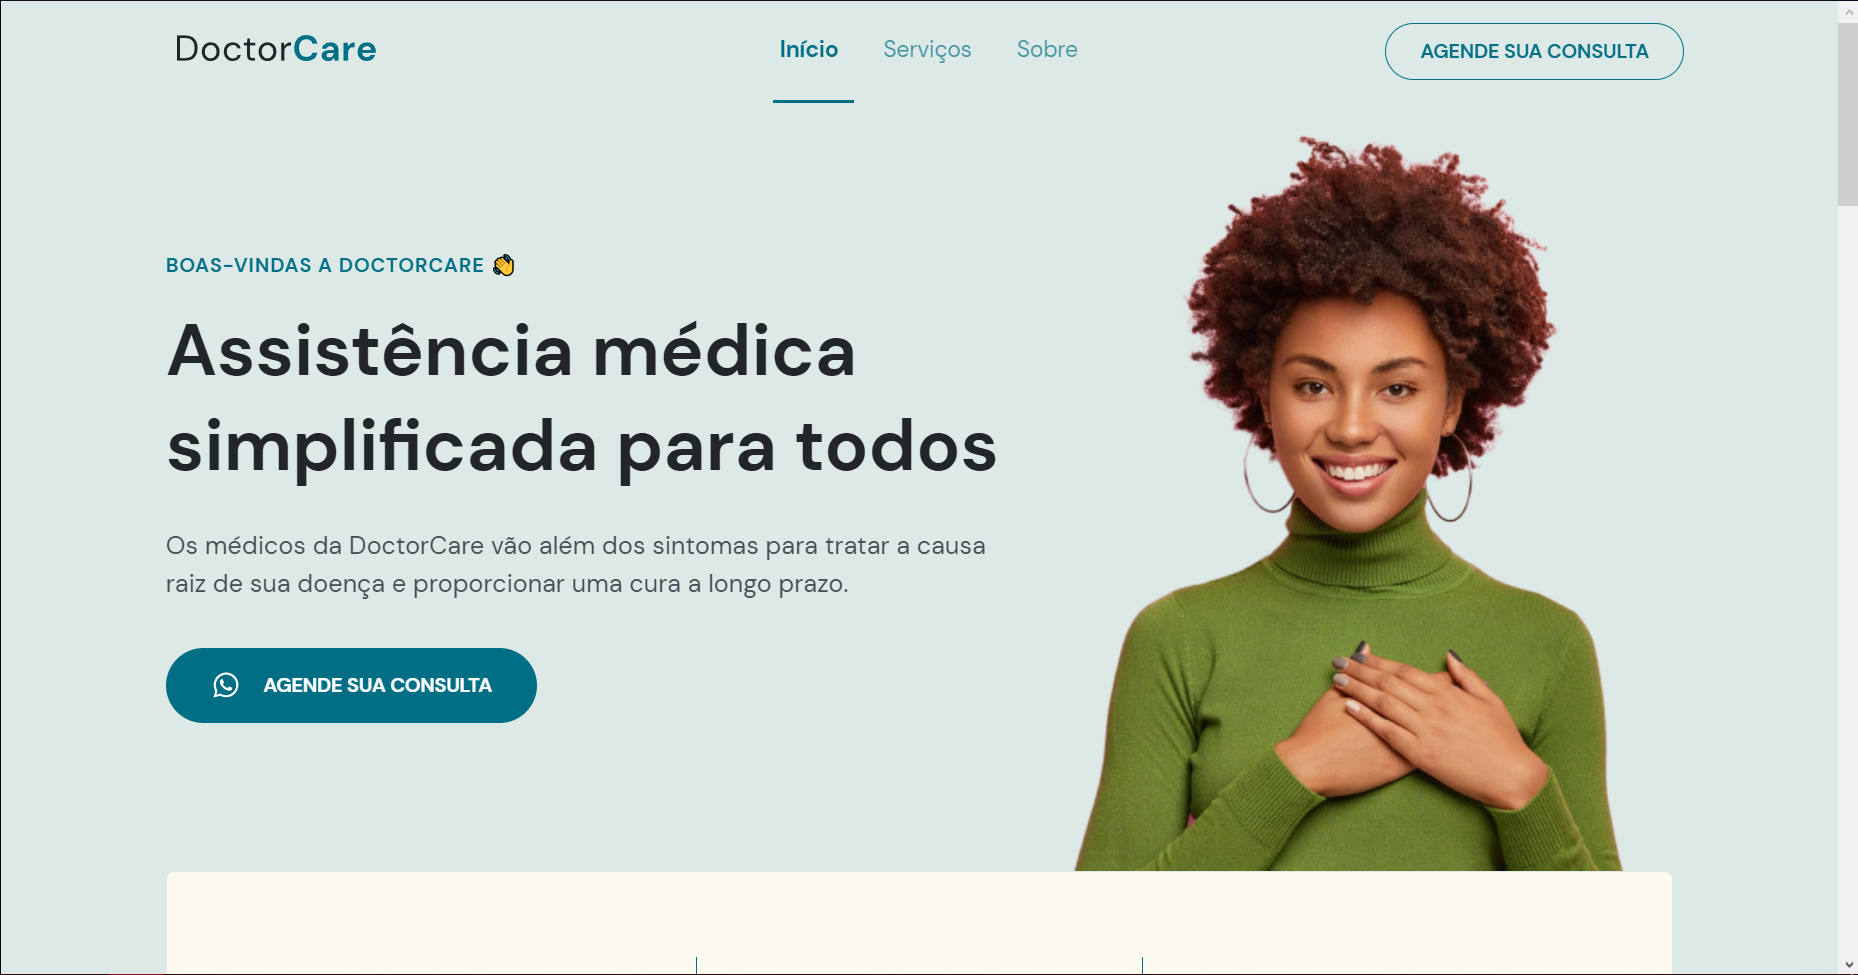 DoctorCare
Início
Serviços
Sobre
AGENDE SUA CONSULTA
BOAS-VINDAS A DOCTORCARE 👋
Assistência médica
simplificada para todos
Os médicos da DoctorCare vão além dos sintomas para tratar a causa
raiz de sua doença e proporcionar uma cura a longo prazo.
AGENDE SUA CONSULTA